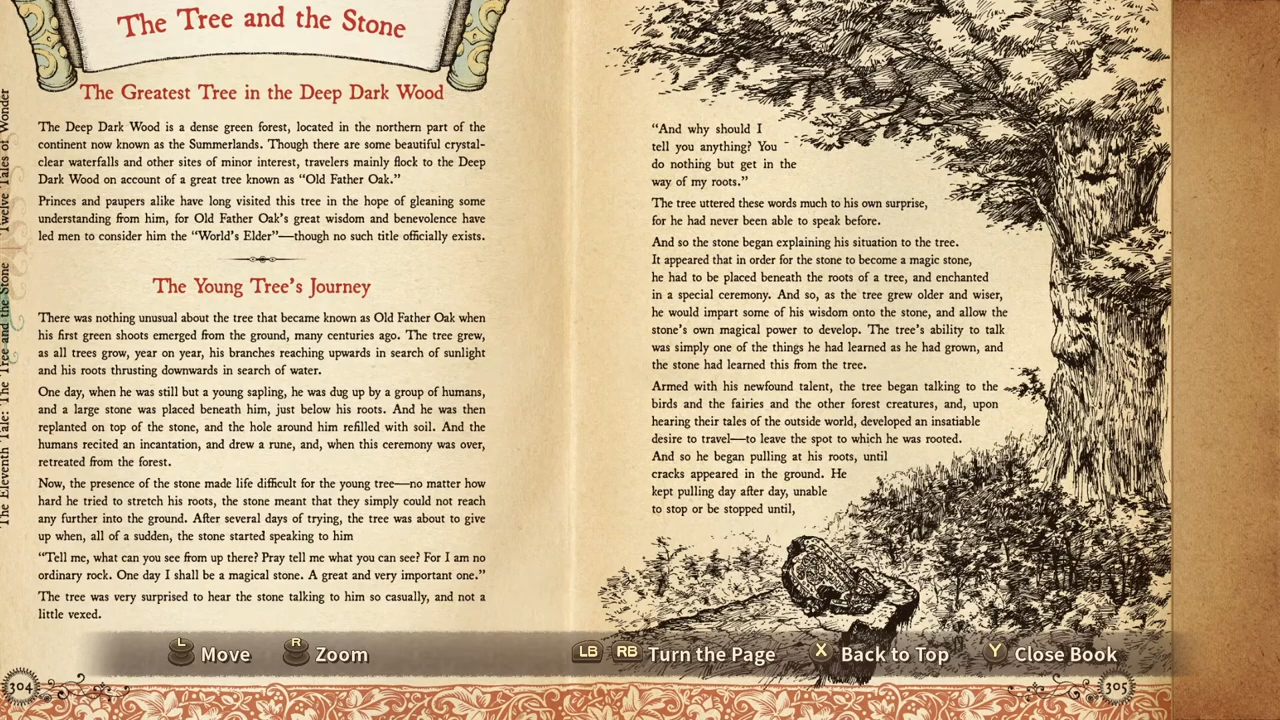 The Tree and the Stone
The Greatest Tree in the Deep Dark Wood
The Deep Dark Wood is a dense green forest, located in the northern part of the
continent now known as the Summerlands. Though there are some beautiful crystal-
clear waterfalls and other sites of minor interest, travelers mainly flock to the Deep
Dark Wood on account of a great tree known as “Old Father Oak.”
Princes and paupers alike have long visited this tree in the hope of gleaning some
understanding from him, for Old Father Oak’s great wisdom and benevolence have
led men to consider him the “World’s Elder”—though no such title officially exists.
The Young Tree’s Journey
There was nothing unusual about the tree that became known as Old Father Oak when
his first green shoots emerged from the ground, many centuries ago. The tree grew,
as all trees grow, year on year, his branches reaching upwards in search of sunlight
and his roots thrusting downwards in search of water.
One day, when he was still but a young sapling, he was dug up by a group of humans,
and a large stone was placed beneath him, just below his roots. And he was then
replanted on top of the stone, and the hole around him refilled with soil. And the
humans recited an incantation, and drew a rune, and, when this ceremony was over,
retreated from the forest.
Now, the presence of the stone made life difficult for the young tree—no matter how
hard he tried to stretch his roots, the stone meant that they simply could not reach
any further into the ground. After several days of trying, the tree was about to give
up when, all of a sudden, the stone started speaking to him
“Tell me, what can you see from up there? Pray tell me what you can see? For I am no
ordinary rock. One day I shall be a magical stone. A great and very important one.”
The tree was very surprised to hear the stone talking to him so casually, and not a
little vexed.
“And why should I
tell you anything? You
do nothing but get in the
way of my roots.”
The tree uttered these words much to his own surprise,
for he had never been able to speak before.
And so the stone began explaining his situation to the tree.
It appeared that in order for the stone to become a magic stone,
he had to be placed beneath the roots of a tree, and enchanted
in a special ceremony. And so, as the tree grew older and wiser,
he would impart some of his wisdom onto the stone, and allow the
stone’s own magical power to develop. The tree’s ability to talk
was simply one of the things he had learned as he had grown, and
the stone had learned this from the tree.
Armed with his newfound talent, the tree began talking to the
birds and the fairies and the other forest creatures, and, upon
hearing their tales of the outside world, developed an insatiable
desire to travel—to leave the spot to which he was rooted.
And so he began pulling at his roots, until
cracks appeared in the ground. He
kept pulling day after day, unable
to stop or be stopped until,
The Eleventh Tale: The Tree and the Stone Twelve Tales of Wonder
L Move R Zoom LB RB Turn the Page X Back to Top Y Close Book
304
305